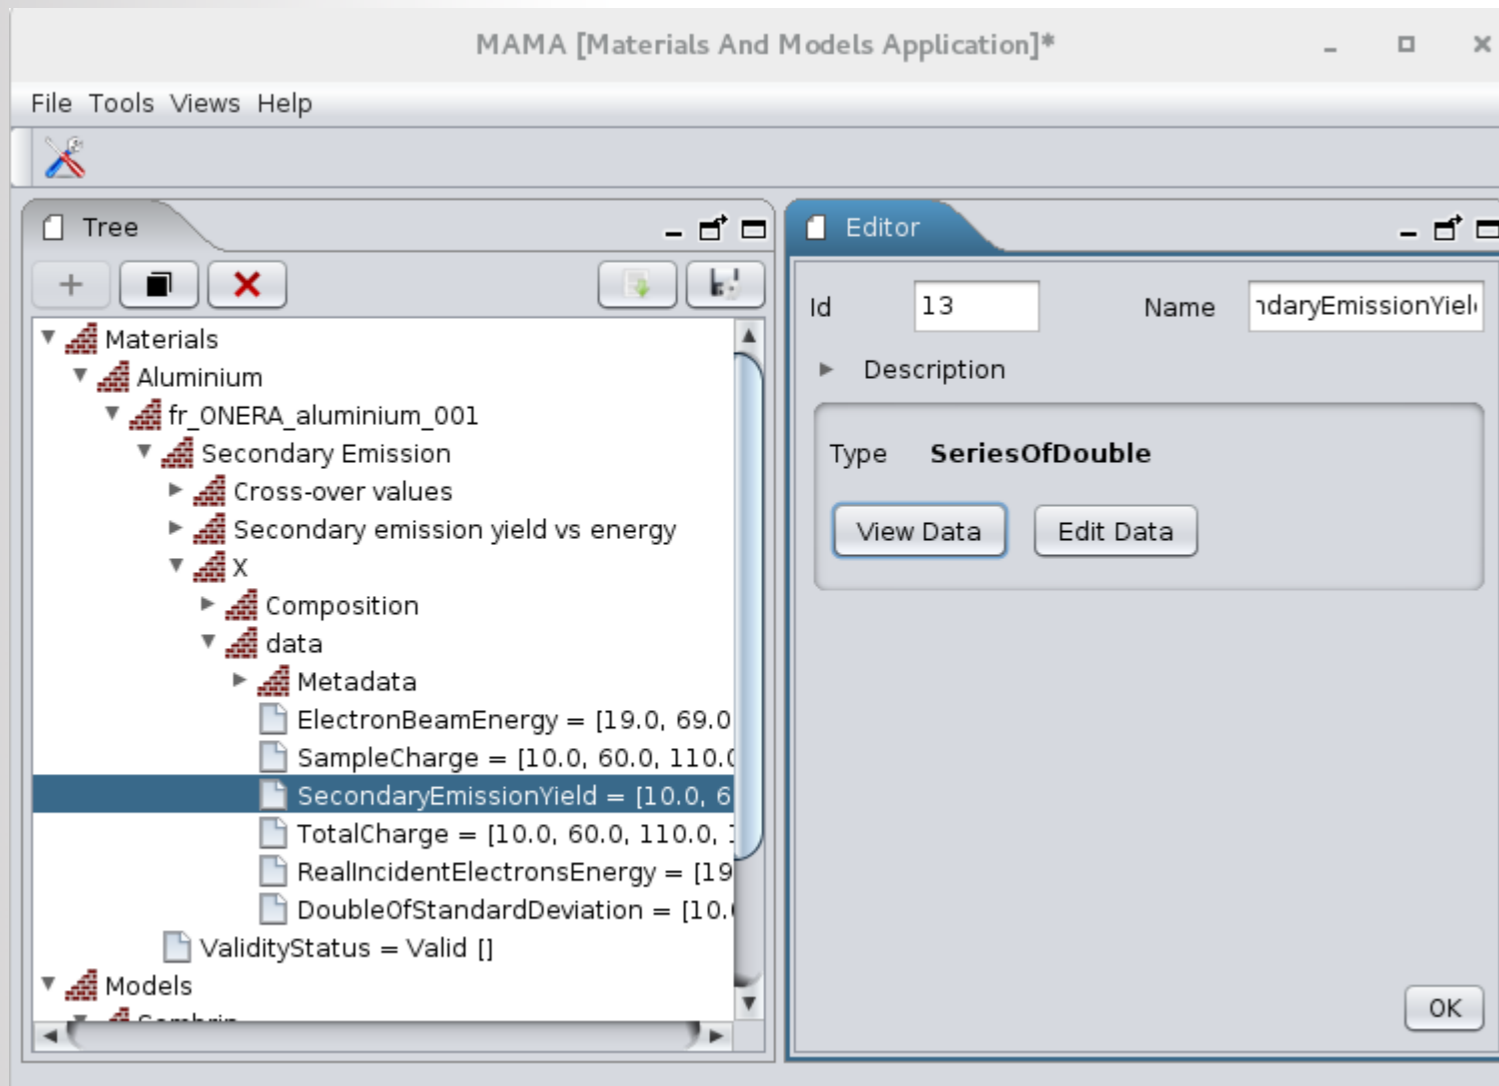 MAMA [Materials And Models Application]*
File Tools Views Help
Tree
Editor
Id 13 Name ndaryEmissionYiel
Description
Type SeriesOfDouble
View Data Edit Data
OK
Materials
Aluminium
fr_ONERA_aluminium_001
Secondary Emission
Cross-over values
Secondary emission yield vs energy
X
Composition
data
Metadata
ElectronBeamEnergy = [19.0, 69.0
SampleCharge = [10.0, 60.0, 110.0
SecondaryEmissionYield = [10.0, 6
TotalCharge = [10.0, 60.0, 110.0,
RealIncidentElectronsEnergy = [19
DoubleOfStandardDeviation = [10.
ValidityStatus = Valid []
Models